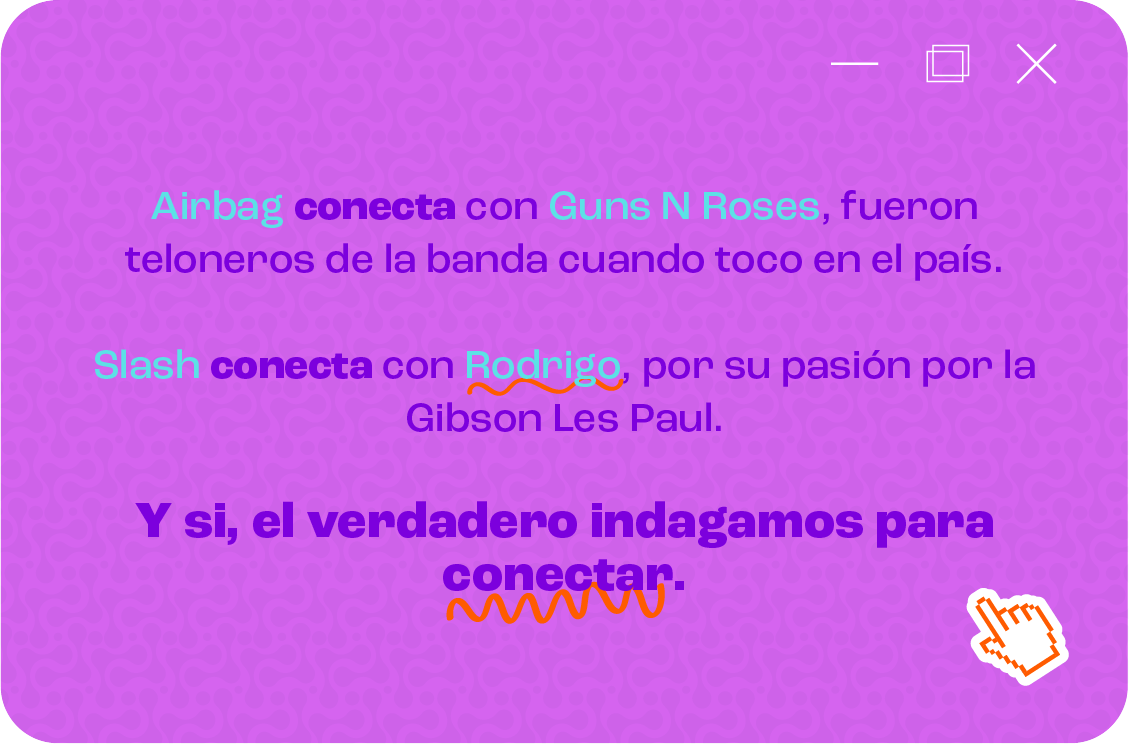 Airbag conecta con Guns N Roses, fueron
teloneros de la banda cuando toco en el país.
Slash conecta con Rodrigo, por su pasión por la
Gibson Les Paul.
Y si, el verdadero indagamos para
conectar.